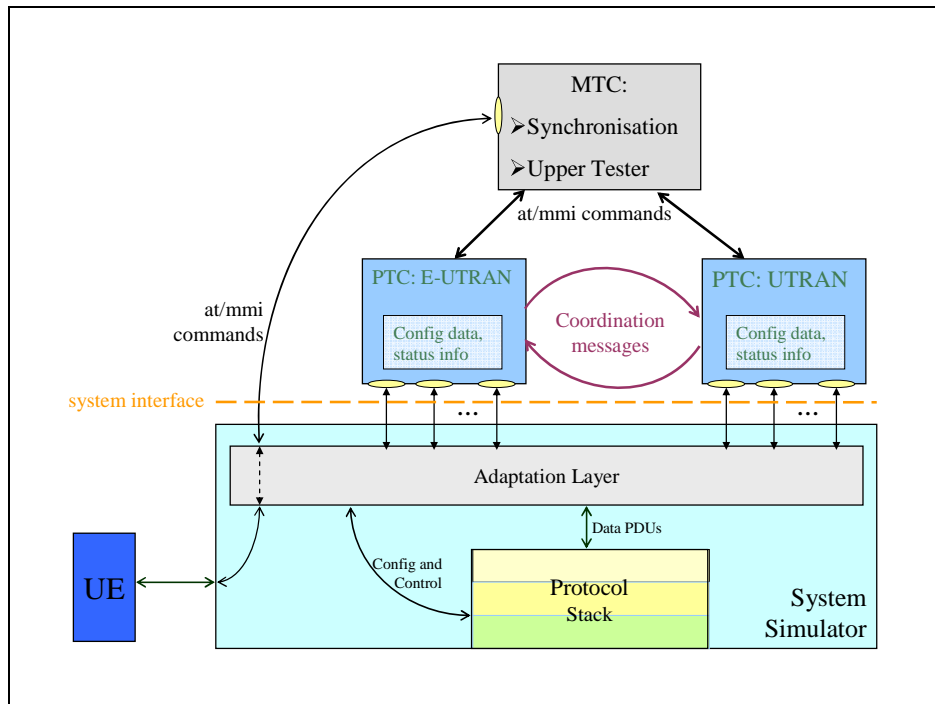 MTC:
➢Synchronisation
➢Upper Tester
at/mmi commands
PTC: E-UTRAN
PTC: UTRAN
at/mmi
commands
Config data,
status info
Coordination
messages
Config data,
status info
system interface
...
...
Adaptation Layer
Data PDUs
Config and
Control
UE
Protocol
Stack
System
Simulator